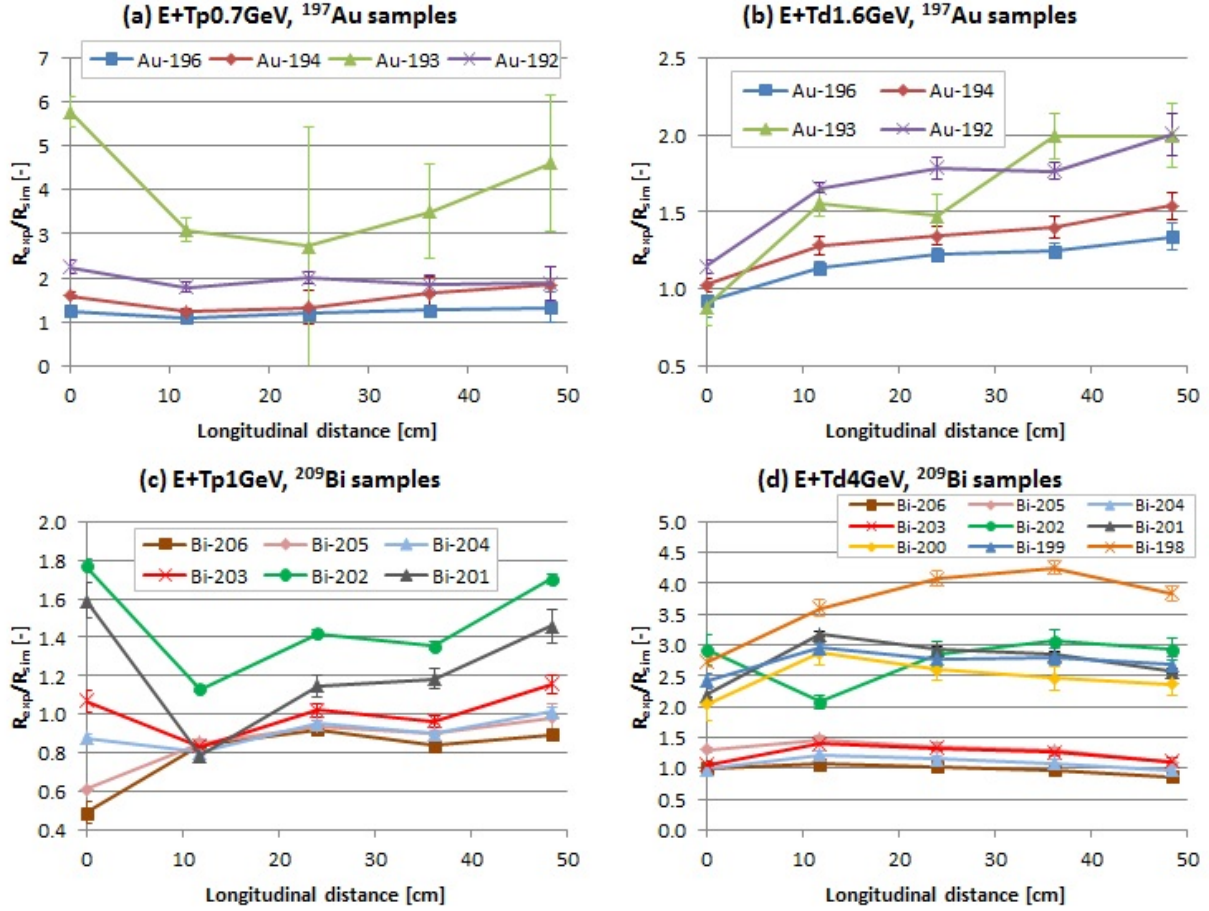 (a) E+Tp0.7GeV, ¹⁹⁷Au samples
Au-196 Au-194 Au-193 Au-192
7
6
5
4
3
2
1
0
R_exp/R_sim [-]
0 10 20 30 40 50
Longitudinal distance [cm]
(b) E+Td1.6GeV, ¹⁹⁷Au samples
Au-196 Au-194
Au-193 Au-192
2.5
2.0
1.5
1.0
0.5
R_exp/R_sim [-]
0 10 20 30 40 50
Longitudinal distance [cm]
(c) E+Tp1GeV, ²⁰⁹Bi samples
Bi-206 Bi-205 Bi-204
Bi-203 Bi-202 Bi-201
2.0
1.8
1.6
1.4
1.2
1.0
0.8
0.6
0.4
R_exp/R_sim [-]
0 10 20 30 40 50
Longitudinal distance [cm]
(d) E+Td4GeV, ²⁰⁹Bi samples
Bi-206 Bi-205 Bi-204
Bi-203 Bi-202 Bi-201
Bi-200 Bi-199 Bi-198
5.0
4.5
4.0
3.5
3.0
2.5
2.0
1.5
1.0
0.5
0.0
R_exp/R_sim [-]
0 10 20 30 40 50
Longitudinal distance [cm]